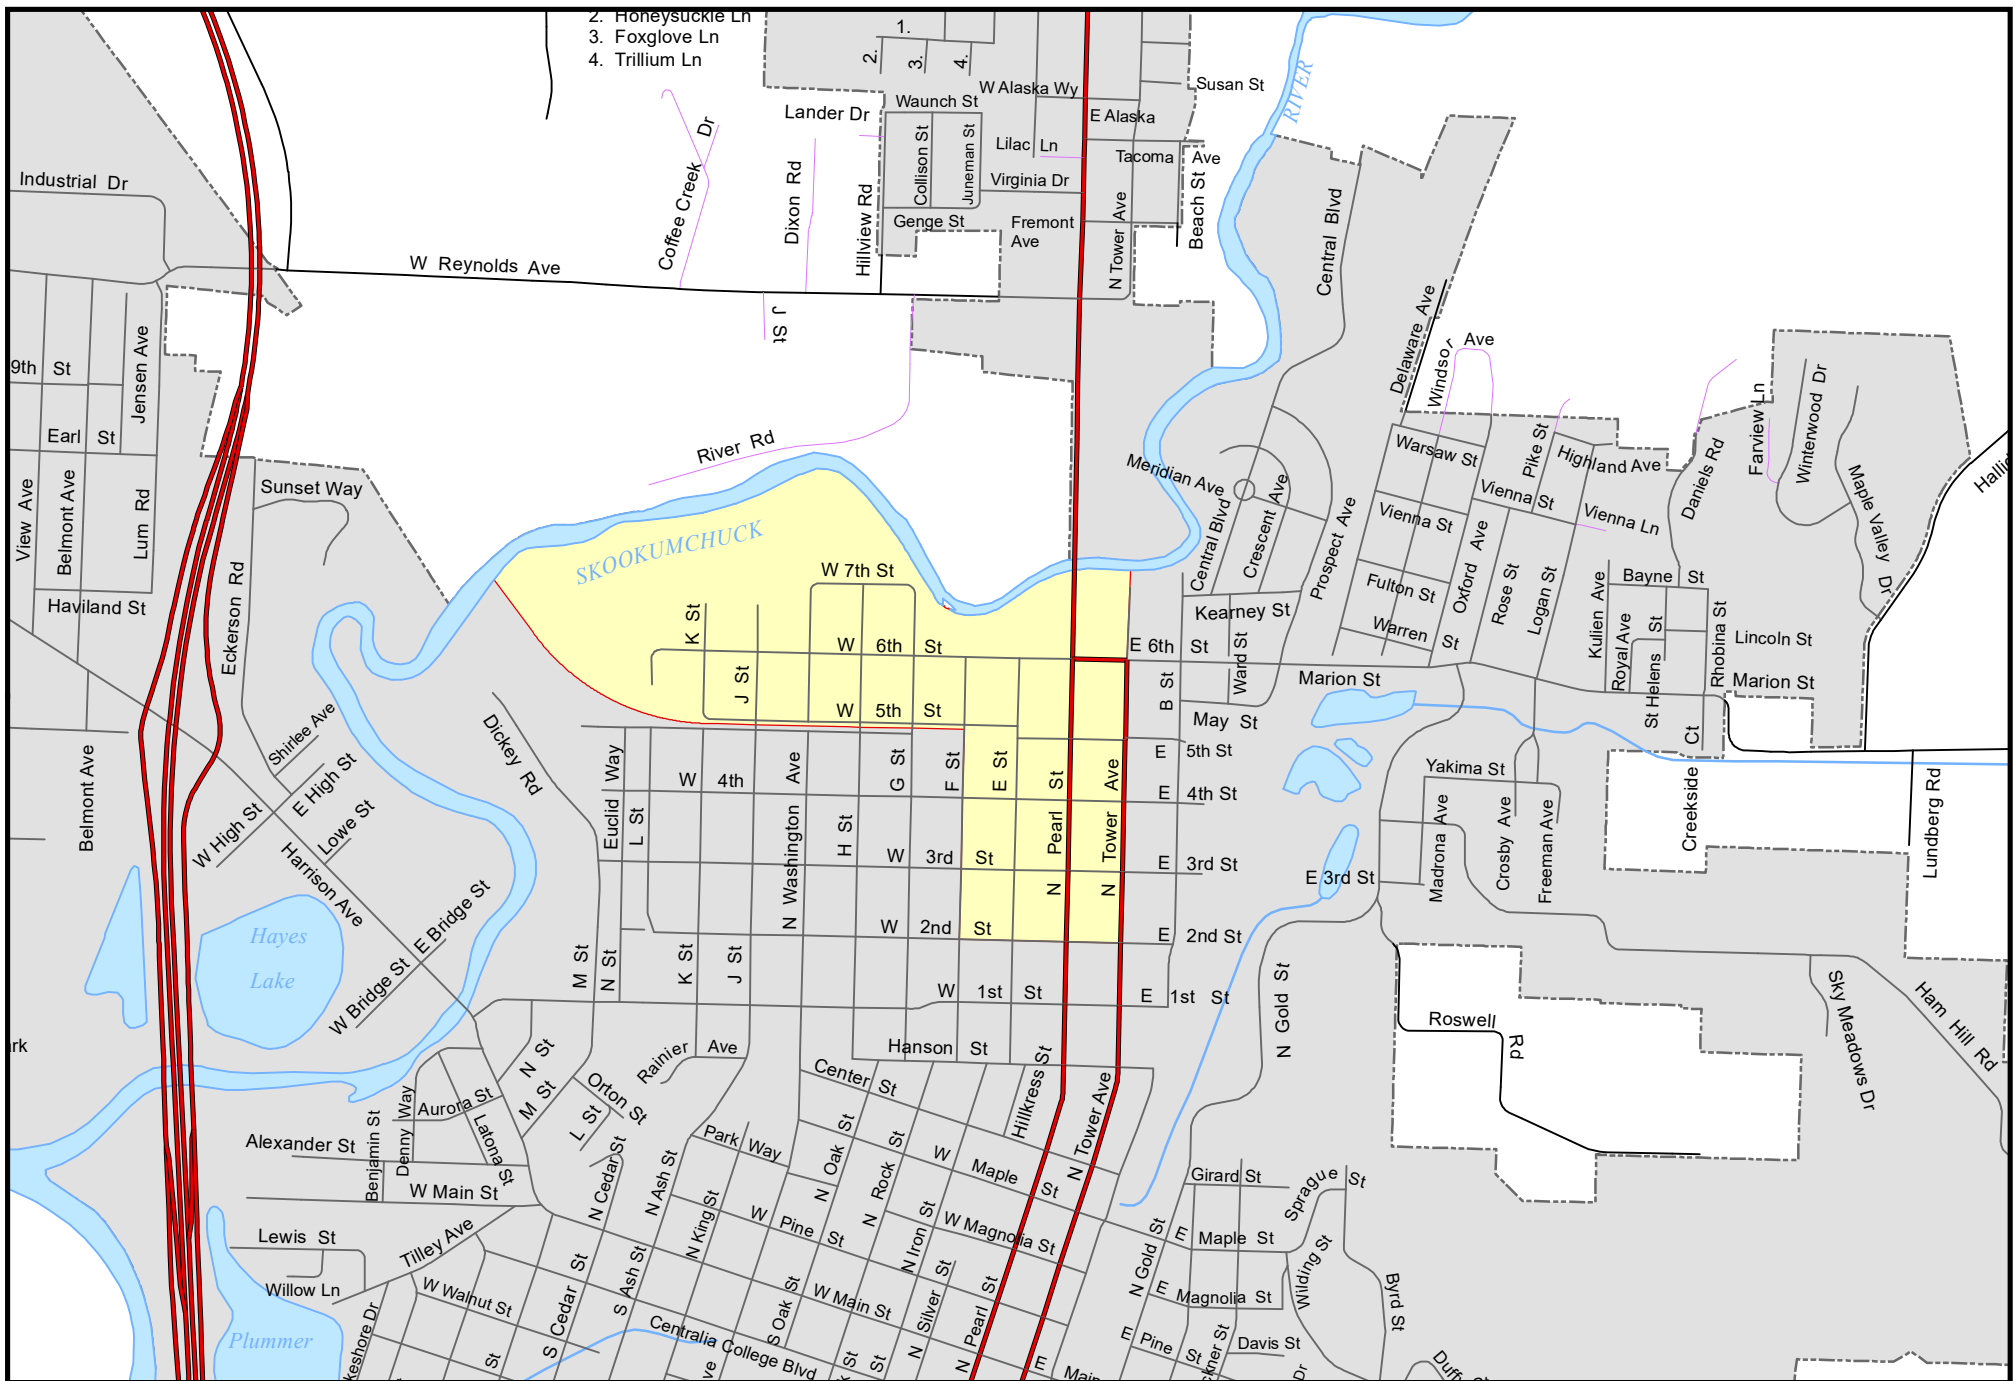 2. Honeysuckle Ln
3. Foxglove Ln
4. Trillium Ln
1.
2.
3.
4.
W Alaska Wy
Susan St
RIVER
Waunch St
Lander Dr
E Alaska
Coffee Creek Dr
Dixon Rd
Hillview Rd
Collison St
Juneman St
Lilac Ln
Tacoma Ave
Virginia Dr
Industrial Dr
Genge St
Fremont
Ave
N Tower Ave
Beach St
Central Blvd
W Reynolds Ave
J St
Delaware Ave
Windsor Ave
Jensen Ave
9th St
Earl St
River Rd
Farview Ln
Winterwood Dr
Warsaw St
Pike St
Highland Ave
Daniels Rd
Maple Valley Dr
Meridian Ave
Sunset Way
View Ave
Belmont Ave
Lum Rd
SKOOKUMCHUCK
Central Blvd
Crescent Ave
Prospect Ave
Vienna St
Vienna St
Vienna Ln
Oxford Ave
W 7th St
Eckerson Rd
Haviland St
K St
Kearney St
Fulton St
Rose St
Logan St
Kulien Ave
Bayne St
W 6th St
E 6th St
Ward St
Warren St
Royal Ave
St Helens St
Rhobina St
Lincoln St
J St
B St
Marion St
Marion St
W 5th St
May St
Shirlee Ave
Dickey Rd
Belmont Ave
E 5th St
Ct
Creekside
E High St
W High St
Lowe St
Euclid Way
L St
W 4th
N Washington Ave
H St
G St
F St
E St
N Pearl St
N Tower Ave
E 4th St
Yakima St
Madrona Ave
Crosby Ave
Freeman Ave
Lundberg Rd
W 3rd St
E 3rd St
E 3rd St
Harrison Ave
Hayes
Lake
E Bridge St
W Bridge St
W 2nd St
E 2nd St
M St
N St
K St
J St
W 1st St
E 1st St
N Gold St
Roswell Rd
Sky Meadows Dr
Ham Hill Rd
Hanson St
Rainier Ave
N St
M St
Orton St
L St
Center St
Hillkress St
N Tower Ave
Aurora St
Denny Way
Benjamin St
Latona St
Alexander St
W Main St
N Cedar St
N Ash St
Park Way
N Oak St
N Rock St
W Maple St
Girard St
Sprague St
Lewis St
Tilley Ave
Willow Ln
N King St
W Pine St
N Iron St
W Magnolia St
N Gold St
E Maple St
Wilding St
Byrd St
W Walnut St
S Cedar St
S Ash St
S Oak St
W Main St
N Silver St
N Pearl St
E Magnolia St
Plummer
Centralia College Blvd
E Pine St
Davis St
St
St
St
E
Dr